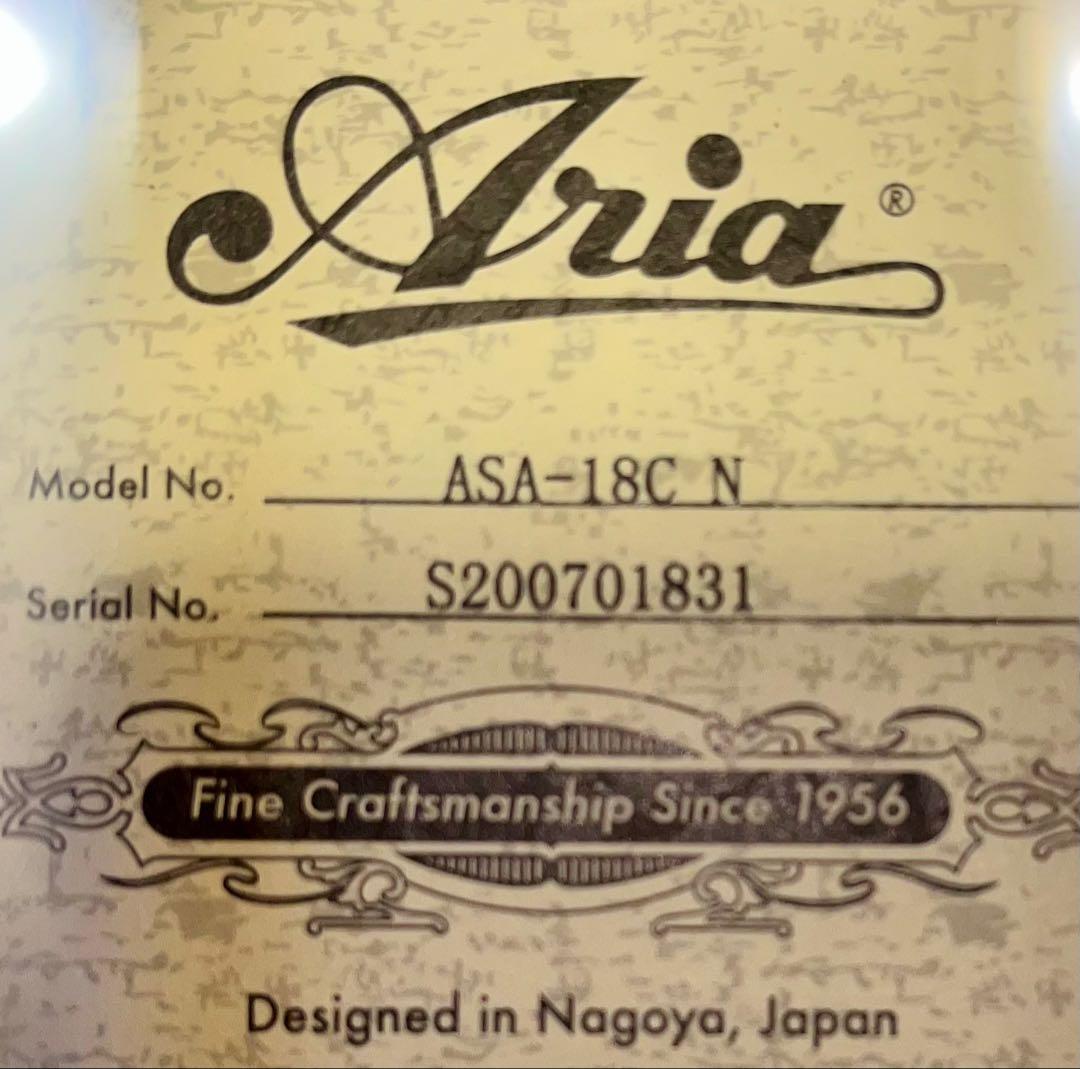 Aria ®
Model No. ASA-18C N
Serial No. S200701831
Fine Craftsmanship Since 1956
Designed in Nagoya, Japan